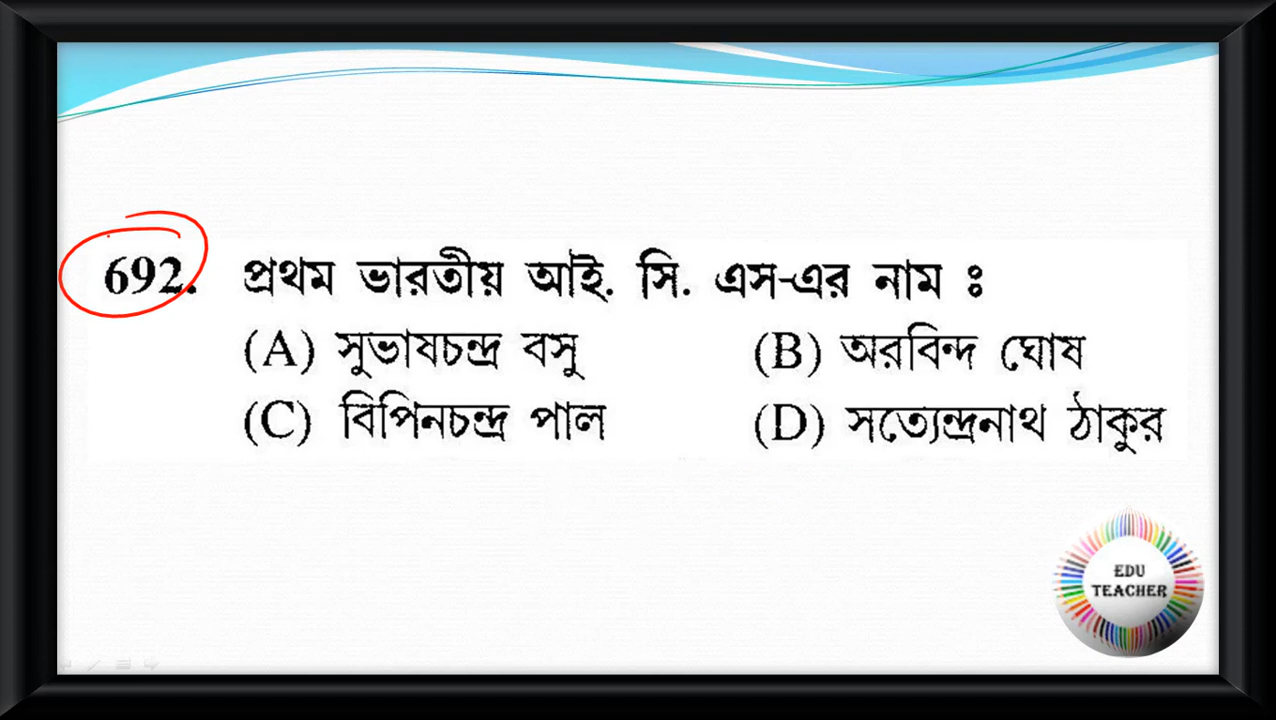 692. প্রথম ভারতীয় আই. সি. এস-এর নাম ঃ
(A) সুভাষচন্দ্র বসু (B) অরবিন্দ ঘোষ
(C) বিপিনচন্দ্র পাল (D) সত্যেন্দ্রনাথ ঠাকুর
EDU
TEACHER